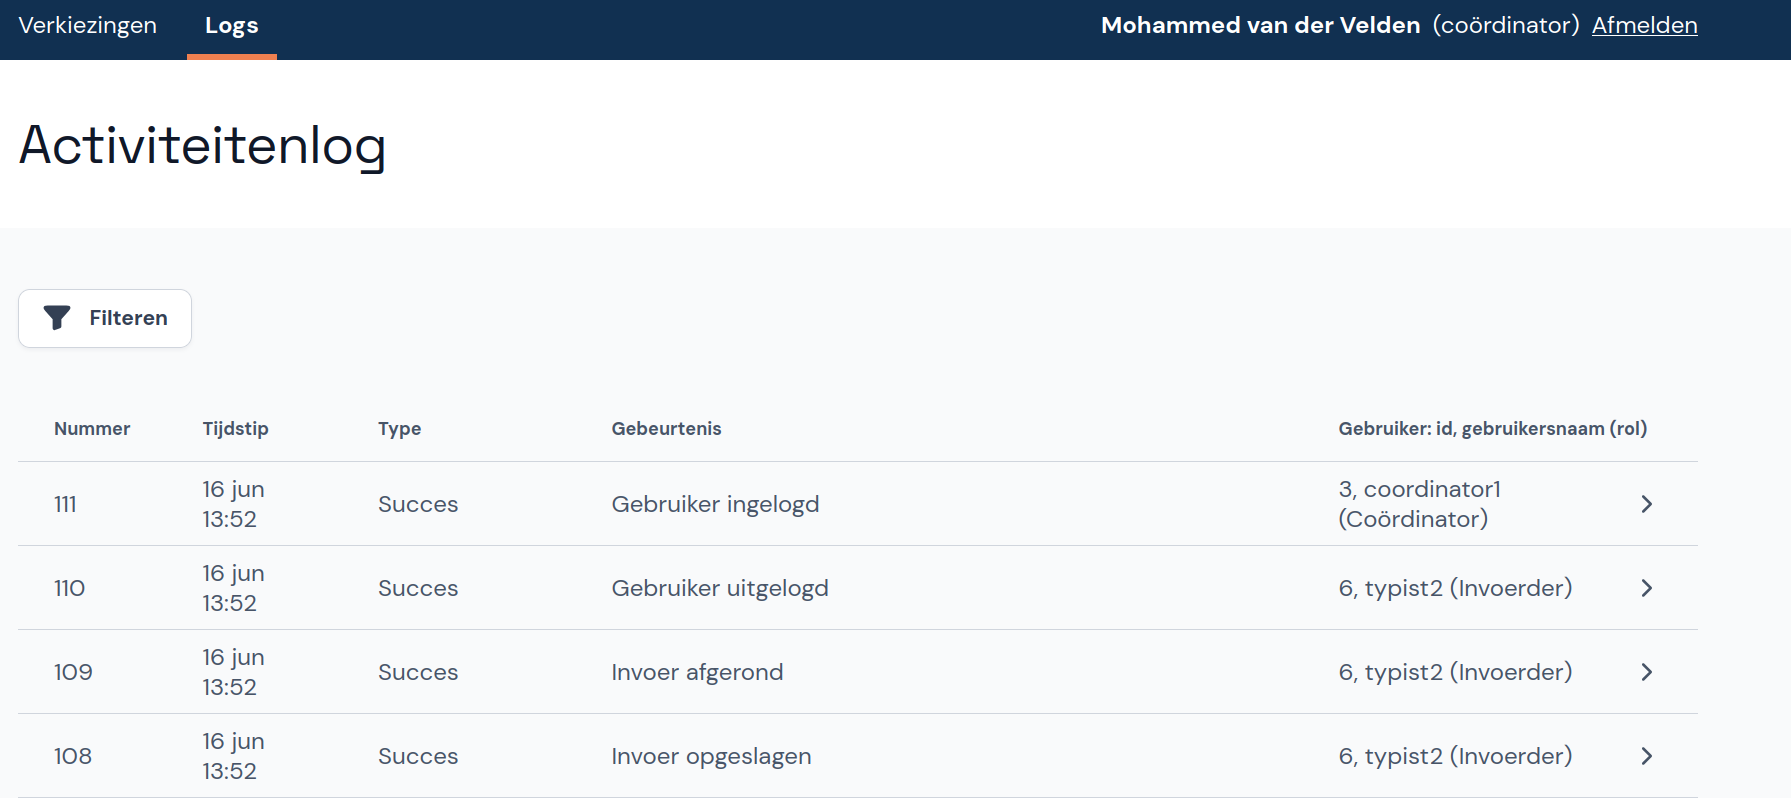 Verkiezingen Logs Mohammed van der Velden (coördinator) Afmelden
Activiteitenlog
Filteren
Nummer Tijdstip Type Gebeurtenis Gebruiker: id, gebruikersnaam (rol)
111 16 jun 13:52 Succes Gebruiker ingelogd 3, coordinator1 (Coördinator)
110 16 jun 13:52 Succes Gebruiker uitgelogd 6, typist2 (Invoerder)
109 16 jun 13:52 Succes Invoer afgerond 6, typist2 (Invoerder)
108 16 jun 13:52 Succes Invoer opgeslagen 6, typist2 (Invoerder)